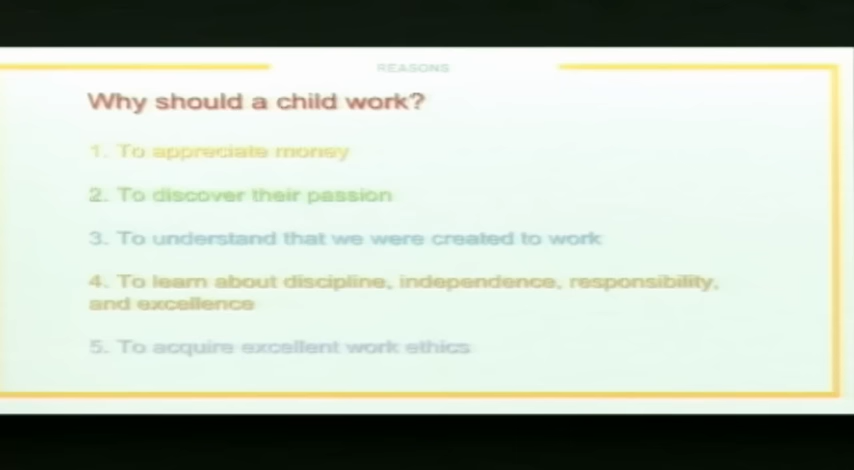 REASONS
Why should a child work?
1. To appreciate money
2. To discover their passion
3. To understand that we were created to work
4. To learn about discipline, independence, responsibility,
and excellence
5. To acquire excellent work ethics